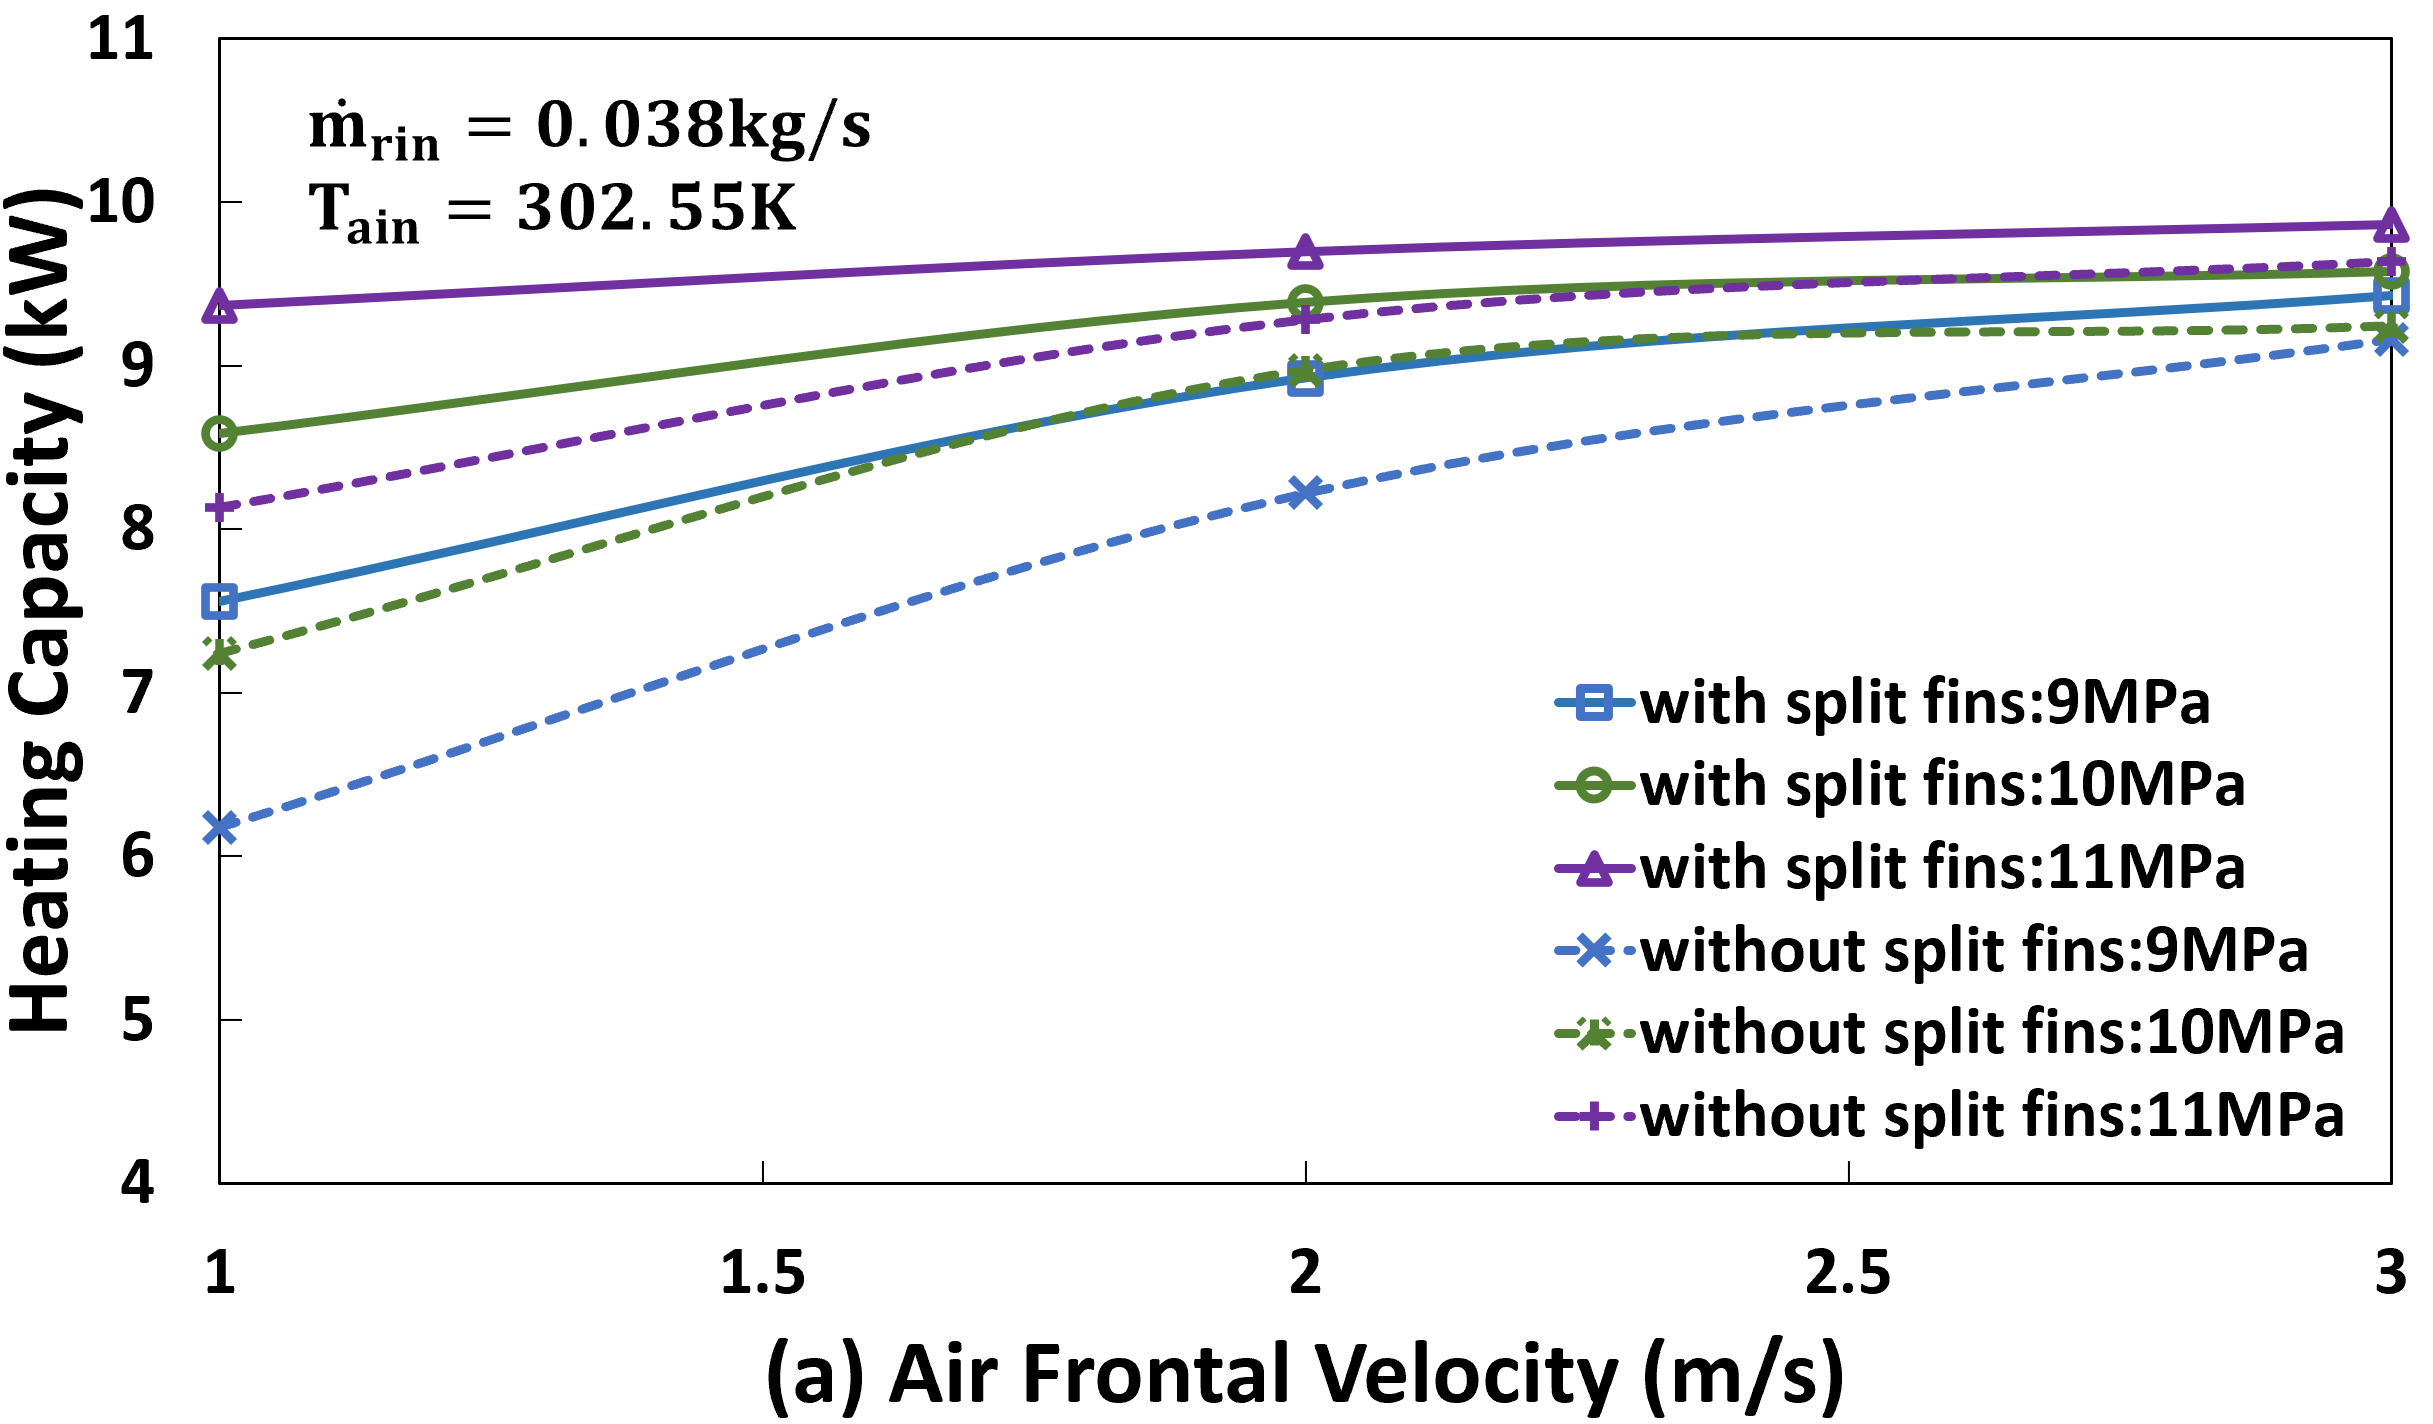 11
10
9
8
7
6
5
4
Heating Capacity (kW)
ṁrin = 0.038kg/s
Tain = 302.55K
with split fins:9MPa
with split fins:10MPa
with split fins:11MPa
without split fins:9MPa
without split fins:10MPa
without split fins:11MPa
1 1.5 2 2.5 3
(a) Air Frontal Velocity (m/s)